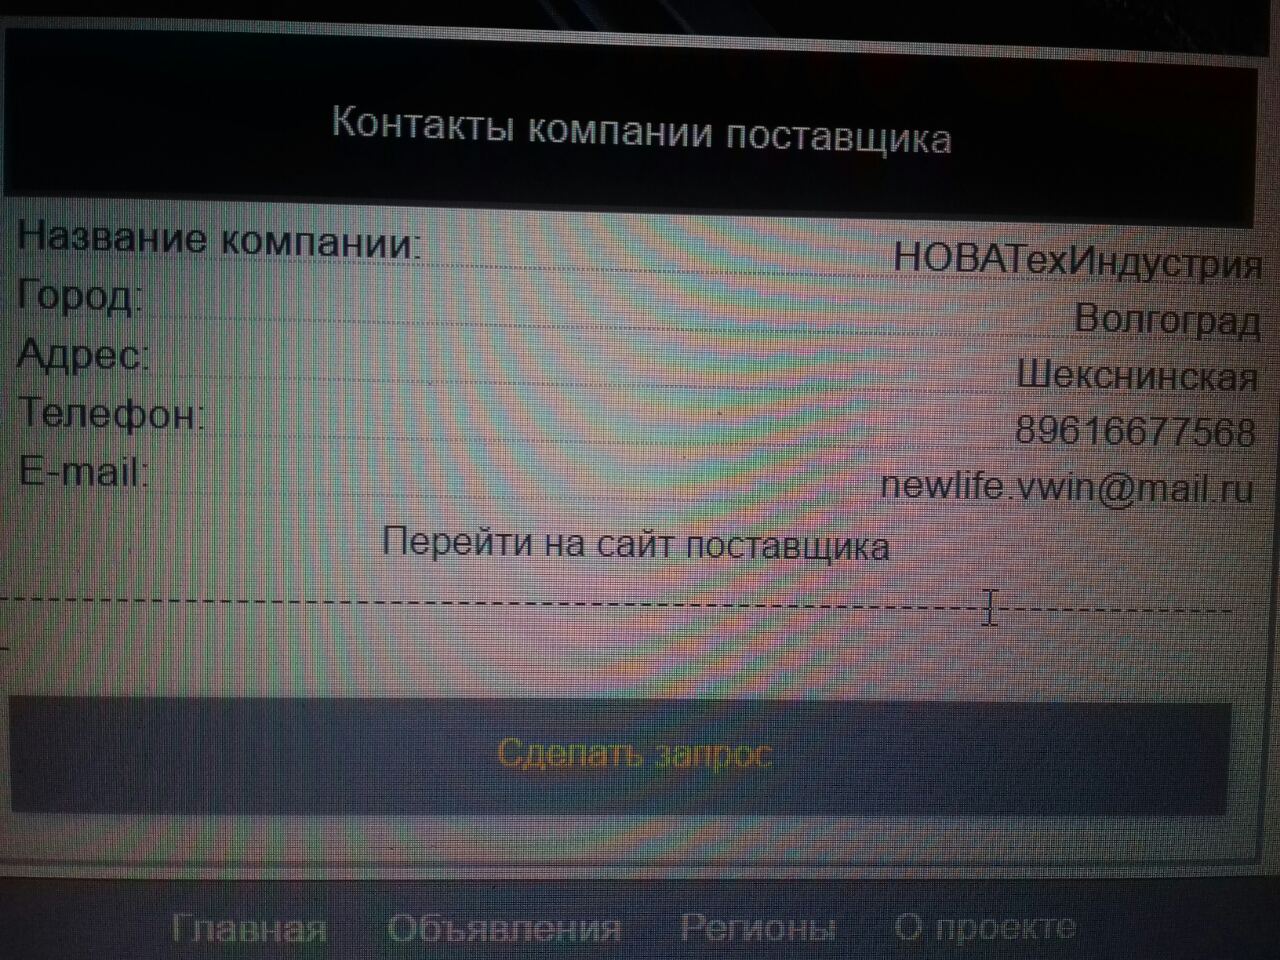 Контакты компании поставщика
Название компании: НОВАТехИндустрия
Город: Волгоград
Адрес: Шекснинская
Телефон: 89616677568
E-mail: newlife.vwin@mail.ru
Перейти на сайт поставщика
Сделать запрос
Главная Объявления Регионы О проекте